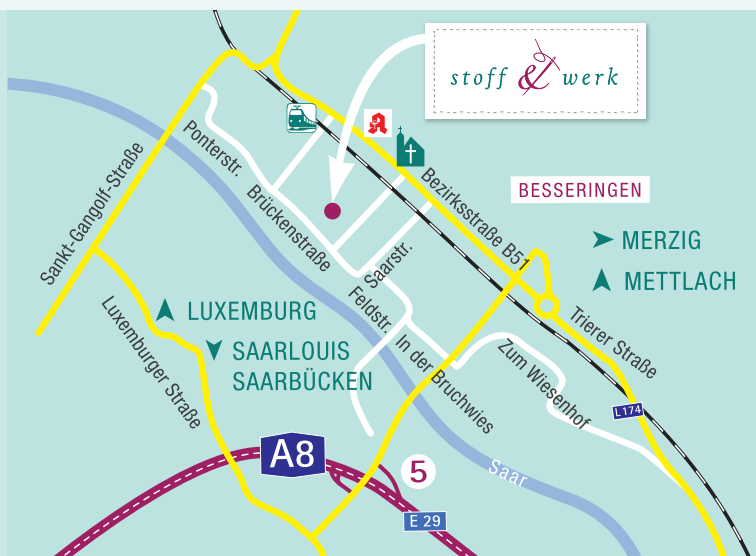 stoff & werk
Ponterstr.
Sankt-Gangolf-Straße
Brückenstraße
Bezirksstraße B51
BESSERINGEN
MERZIG
METTLACH
Saarstr.
Feldstr.
LUXEMBURG
SAARLOUIS
SAARBÜCKEN
Luxemburger Straße
In der Bruchwies
Zum Wiesenhof
Trierer Straße
L174
A8
5
Saar
E 29